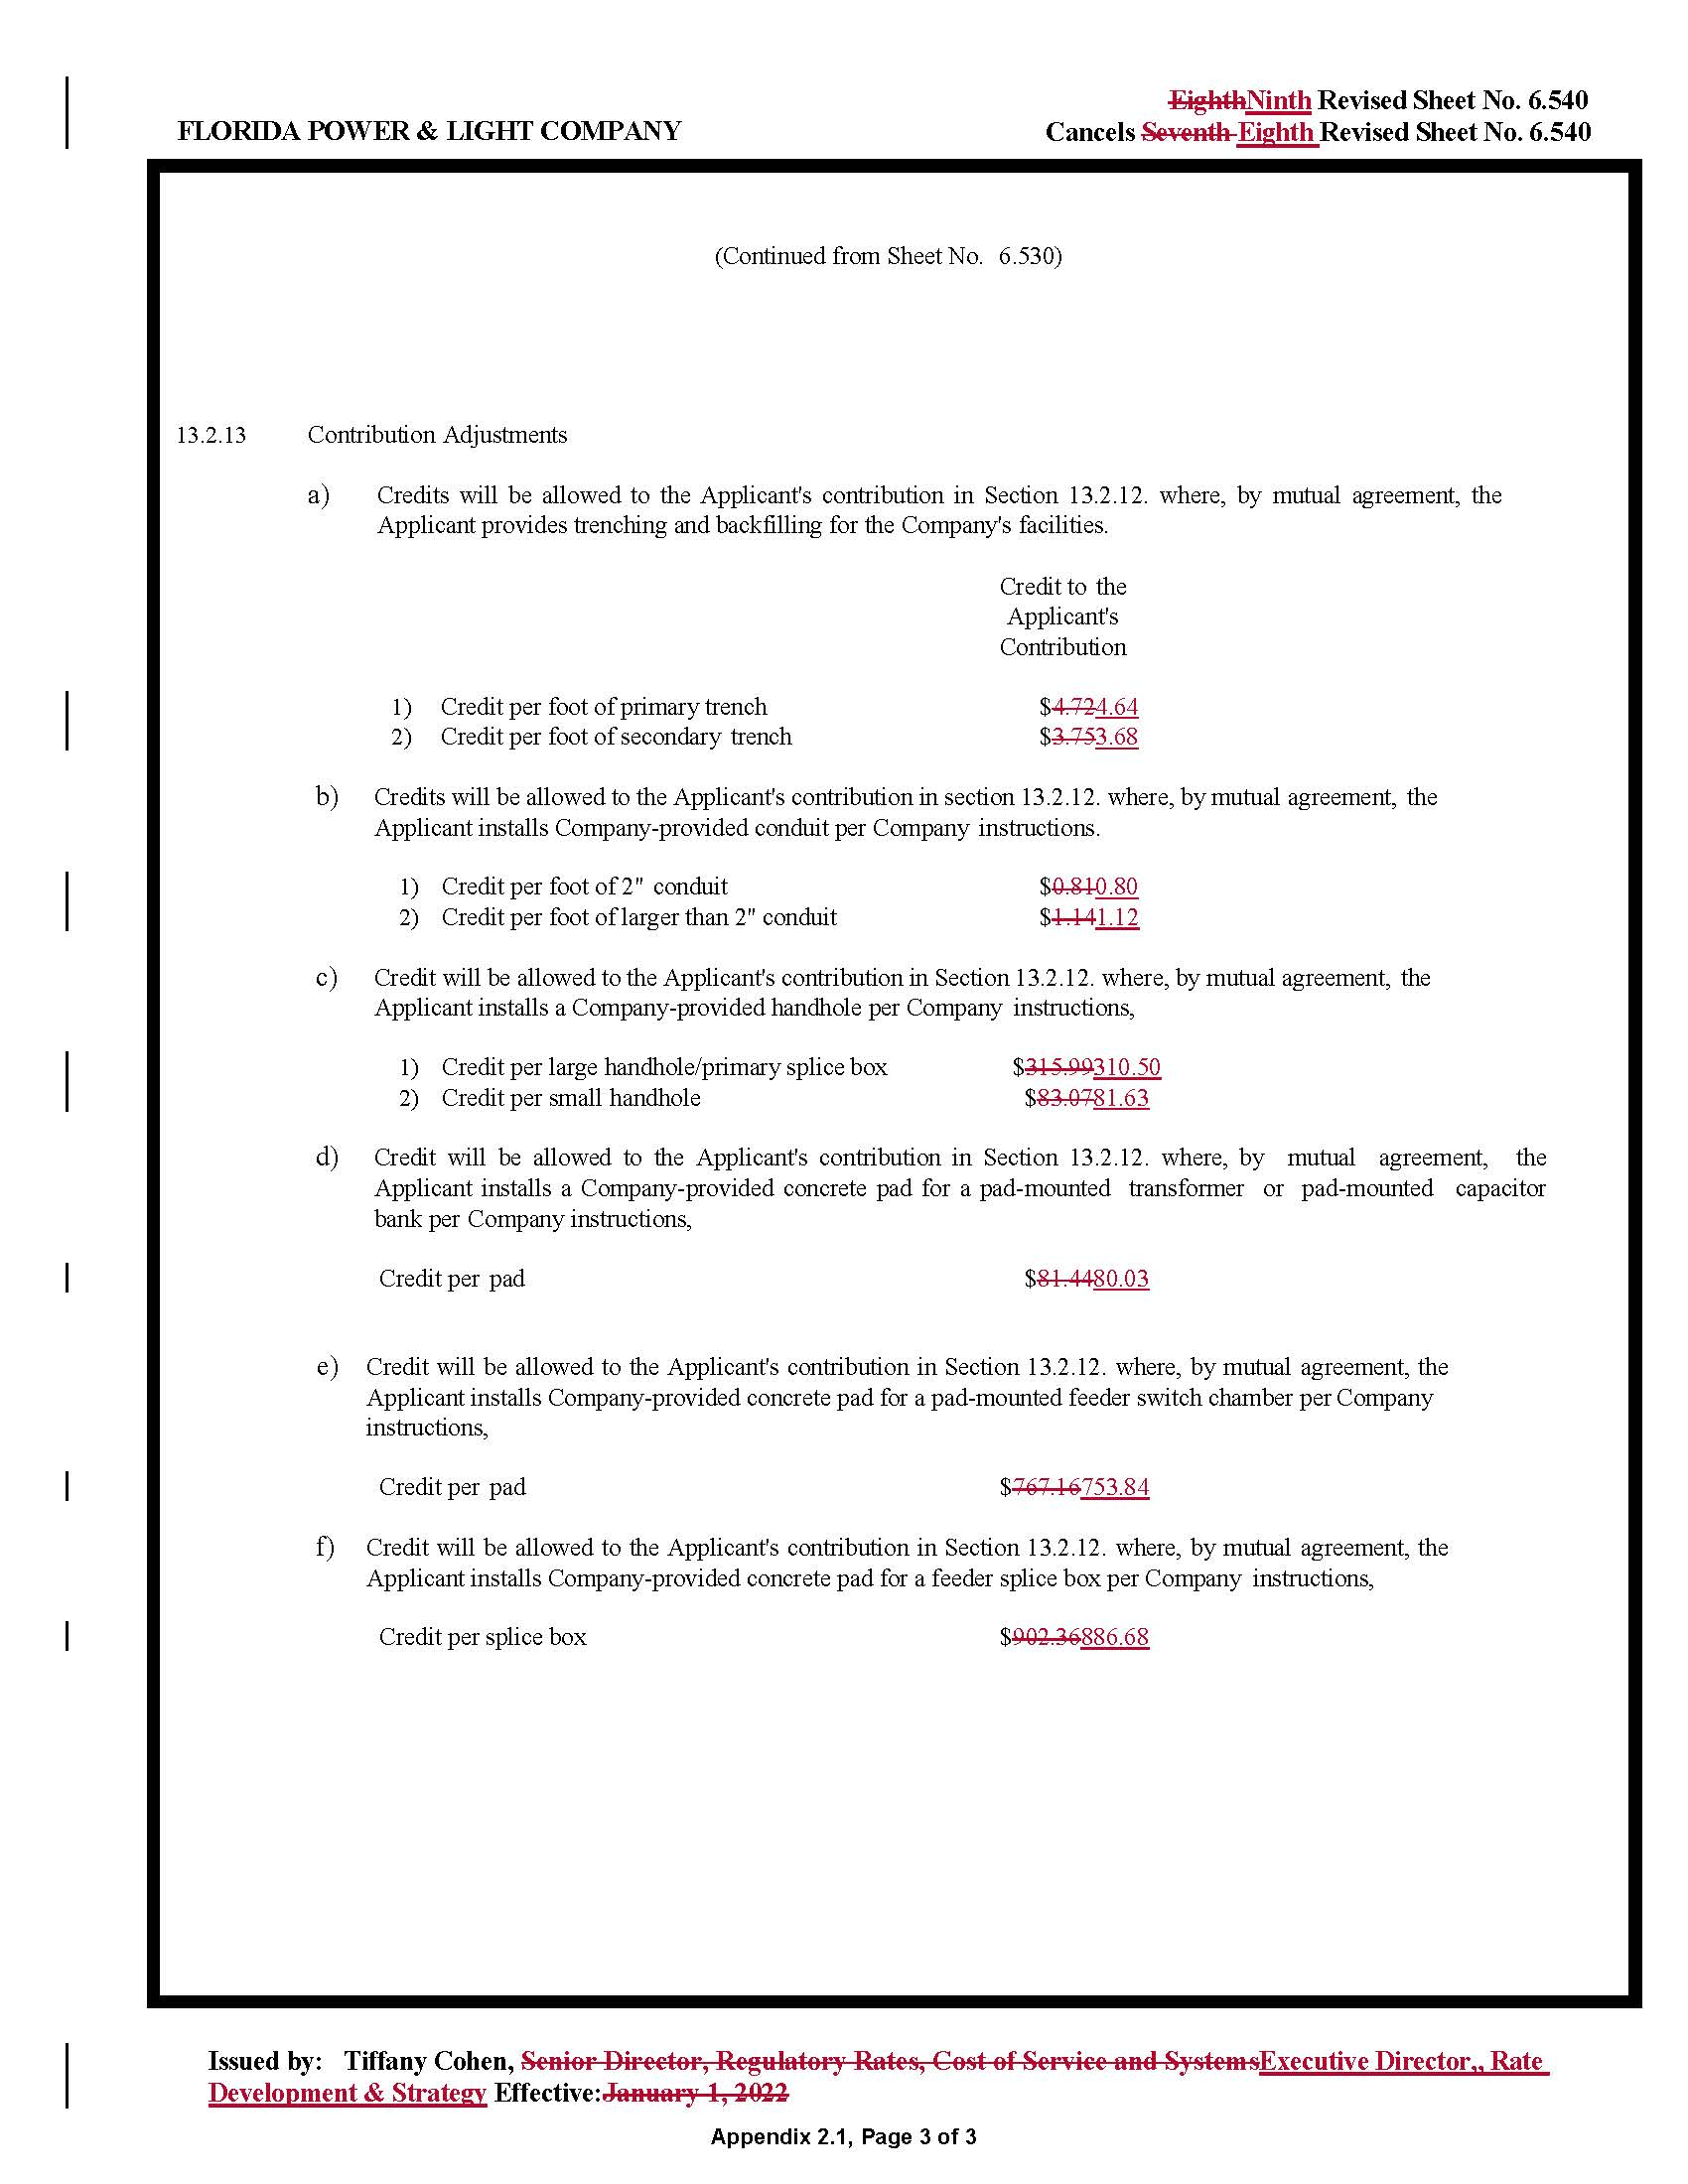 EighthNinth Revised Sheet No. 6.540
FLORIDA POWER & LIGHT COMPANY Cancels Seventh Eighth Revised Sheet No. 6.540
(Continued from Sheet No. 6.530)
13.2.13 Contribution Adjustments
a) Credits will be allowed to the Applicant's contribution in Section 13.2.12. where, by mutual agreement, the
Applicant provides trenching and backfilling for the Company's facilities.
Credit to the
Applicant's
Contribution
1) Credit per foot of primary trench $4.724.64
2) Credit per foot of secondary trench $3.753.68
b) Credits will be allowed to the Applicant's contribution in section 13.2.12. where, by mutual agreement, the
Applicant installs Company-provided conduit per Company instructions.
1) Credit per foot of 2" conduit $0.810.80
2) Credit per foot of larger than 2" conduit $1.141.12
c) Credit will be allowed to the Applicant's contribution in Section 13.2.12. where, by mutual agreement, the
Applicant installs a Company-provided handhole per Company instructions,
1) Credit per large handhole/primary splice box $315.99310.50
2) Credit per small handhole $83.0781.63
d) Credit will be allowed to the Applicant's contribution in Section 13.2.12. where, by mutual agreement, the
Applicant installs a Company-provided concrete pad for a pad-mounted transformer or pad-mounted capacitor
bank per Company instructions,
Credit per pad $81.4480.03
e) Credit will be allowed to the Applicant's contribution in Section 13.2.12. where, by mutual agreement, the
Applicant installs Company-provided concrete pad for a pad-mounted feeder switch chamber per Company
instructions,
Credit per pad $767.16753.84
f) Credit will be allowed to the Applicant's contribution in Section 13.2.12. where, by mutual agreement, the
Applicant installs Company-provided concrete pad for a feeder splice box per Company instructions,
Credit per splice box $902.36886.68
Issued by: Tiffany Cohen, Senior Director, Regulatory Rates, Cost of Service and SystemsExecutive Director,, Rate
Development & Strategy Effective:January 1, 2022
Appendix 2.1, Page 3 of 3